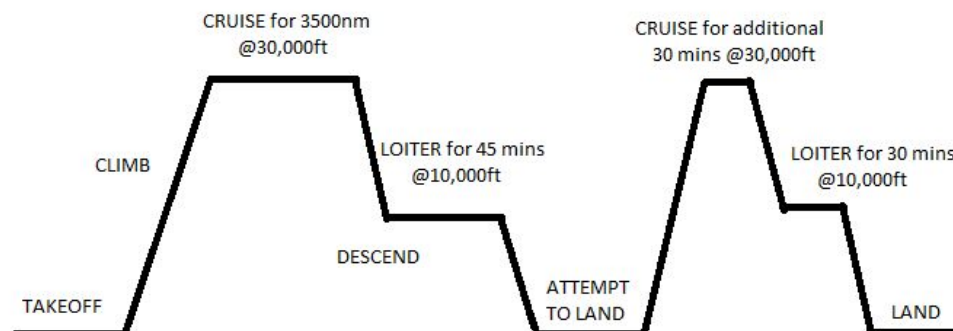 CRUISE for 3500nm
@30,000ft
CRUISE for additional
30 mins @30,000ft
CLIMB
LOITER for 45 mins
@10,000ft
LOITER for 30 mins
@10,000ft
DESCEND
TAKEOFF
ATTEMPT
TO LAND
LAND